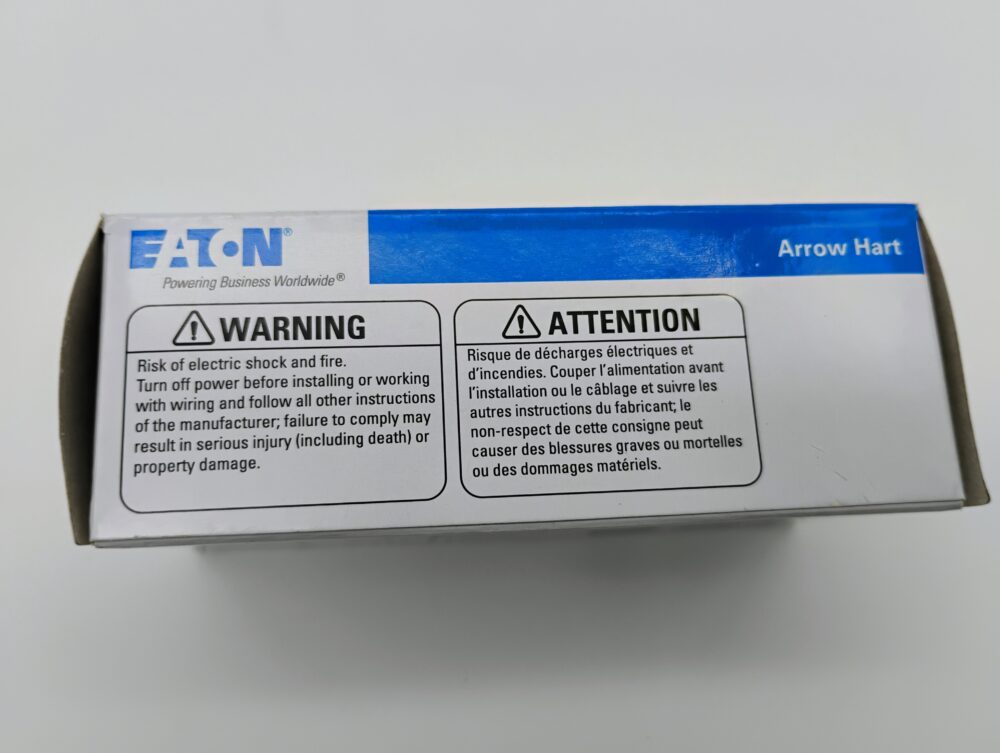 EATON®
Powering Business Worldwide®
Arrow Hart
WARNING
Risk of electric shock and fire.
Turn off power before installing or working
with wiring and follow all other instructions
of the manufacturer; failure to comply may
result in serious injury (including death) or
property damage.
ATTENTION
Risque de décharges électriques et
d'incendies. Couper l'alimentation avant
l'installation ou le câblage et suivre les
autres instructions du fabricant; le
non-respect de cette consigne peut
causer des blessures graves ou mortelles
ou des dommages matériels.